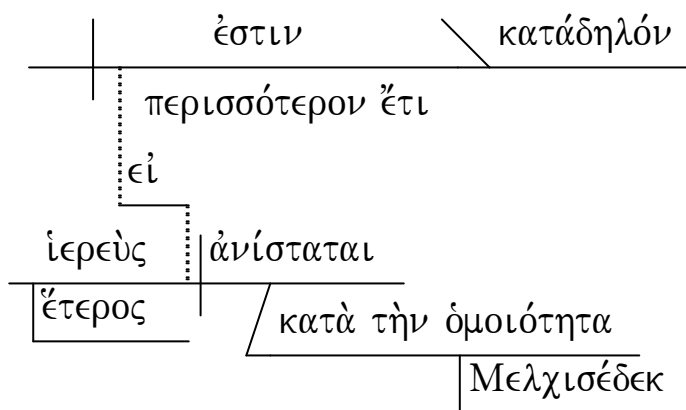 ἐστιν κατάδηλόν
περισσότερον ἔτι
εἰ
ἱερεὺς ἀνίσταται
ἕτερος
κατὰ τὴν ὁμοιότητα
Μελχισέδεκ